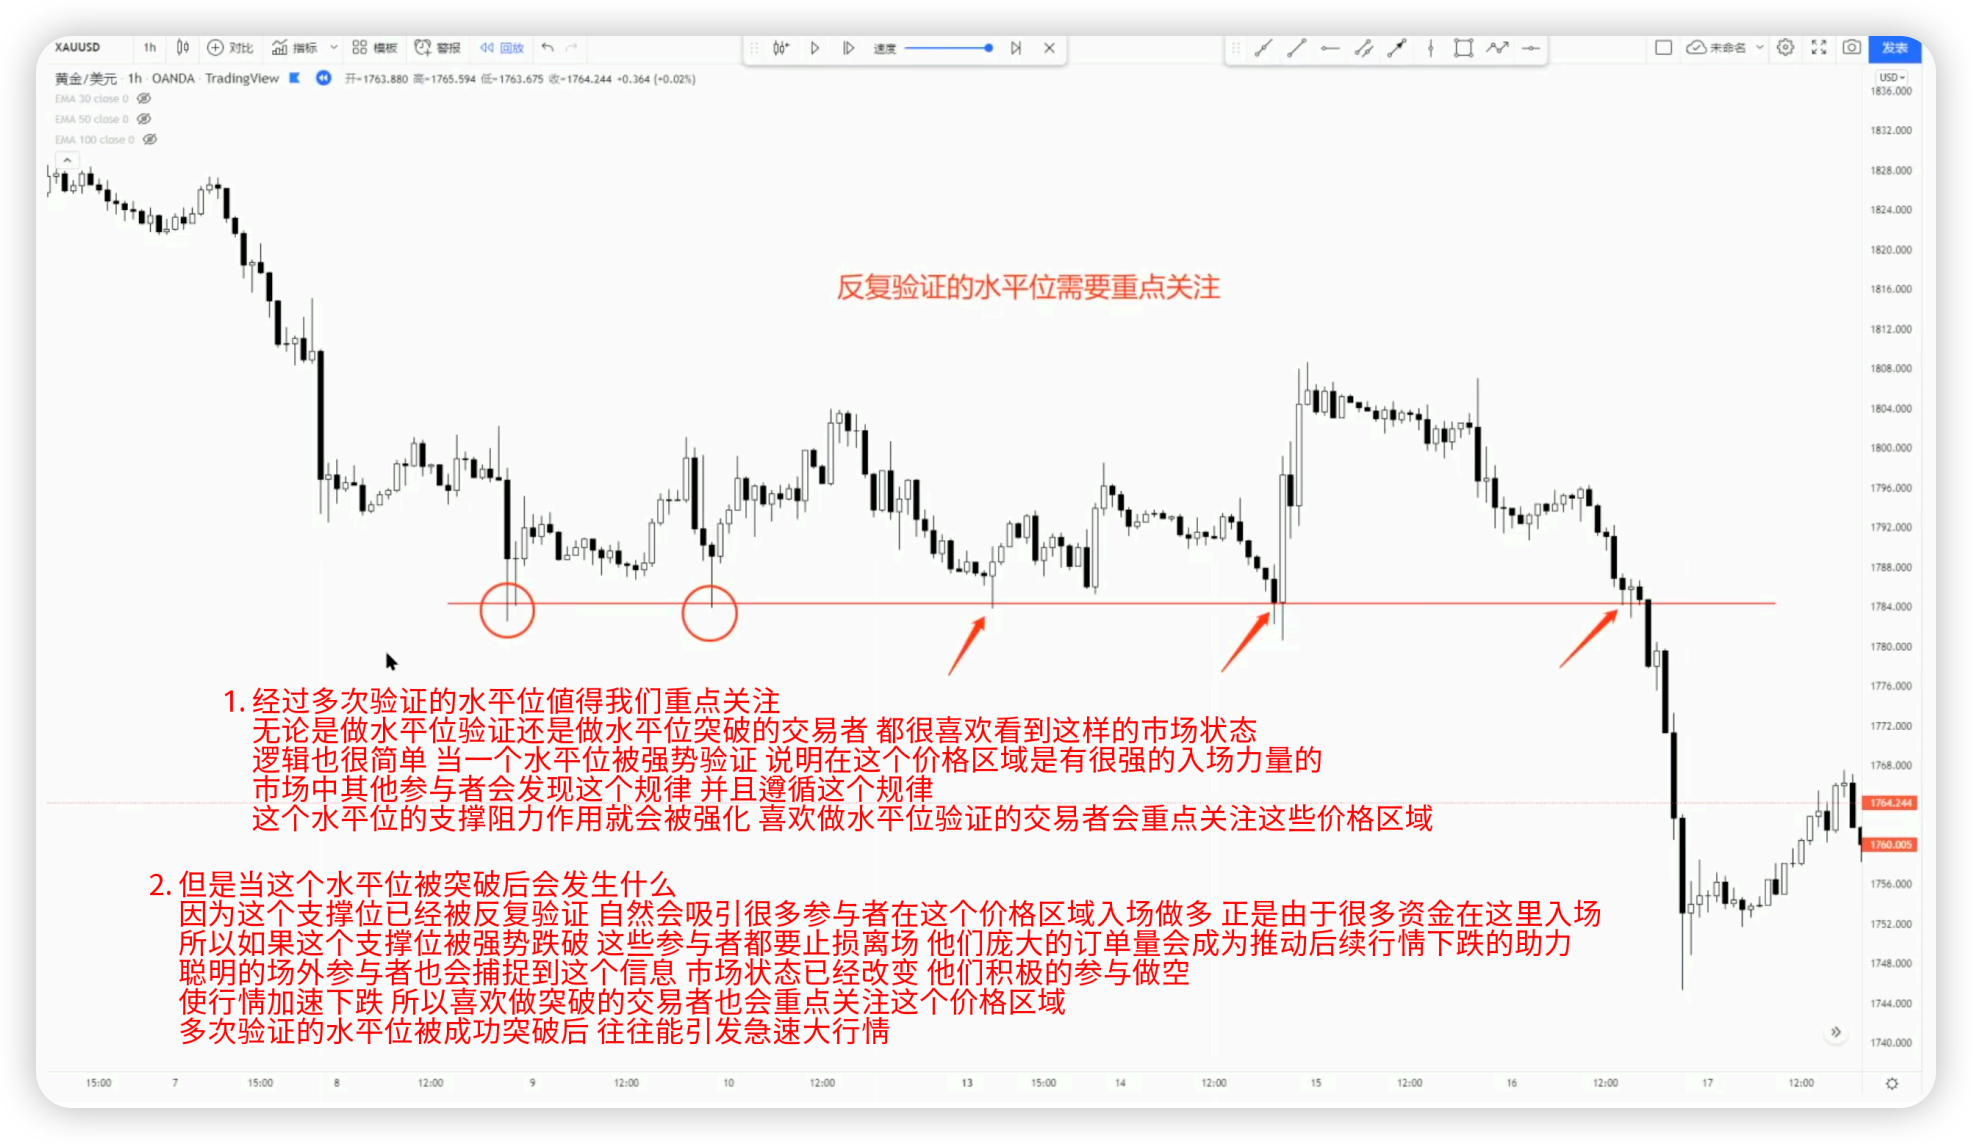 XAUUSD 1h 对比 指标 模板 警报 回放 速度 未命名 发表
黄金/美元 · 1h · OANDA · TradingView 开=1763.880 高=1765.594 低=1763.675 收=1764.244 +0.364 (+0.02%)
USD
EMA 30 close 0
EMA 50 close 0
EMA 100 close 0
1836.000
1832.000
1828.000
1824.000
1820.000
1816.000
1812.000
1808.000
1804.000
1800.000
1796.000
1792.000
1788.000
1784.000
1780.000
1776.000
1772.000
1768.000
1764.244
1760.005
1756.000
1752.000
1748.000
1744.000
1740.000
反复验证的水平位需要重点关注
1. 经过多次验证的水平位值得我们重点关注
无论是做水平位验证还是做水平位突破的交易者 都很喜欢看到这样的市场状态
逻辑也很简单 当一个水平位被强势验证 说明在这个价格区域是有很强的入场力量的
市场中其他参与者会发现这个规律 并且遵循这个规律
这个水平位的支撑阻力作用就会被强化 喜欢做水平位验证的交易者会重点关注这些价格区域
2. 但是当这个水平位被突破后会发生什么
因为这个支撑位已经被反复验证 自然会吸引很多参与者在这个价格区域入场做多 正是由于很多资金在这里入场
所以如果这个支撑位被强势跌破 这些参与者都要止损离场 他们庞大的订单量会成为推动后续行情下跌的助力
聪明的场外参与者也会捕捉到这个信息 市场状态已经改变 他们积极的参与做空
使行情加速下跌 所以喜欢做突破的交易者也会重点关注这个价格区域
多次验证的水平位被成功突破后 往往能引发急速大行情
15:00 7 15:00 8 12:00 9 12:00 10 12:00 13 15:00 14 12:00 15 12:00 16 12:00 17 12:00